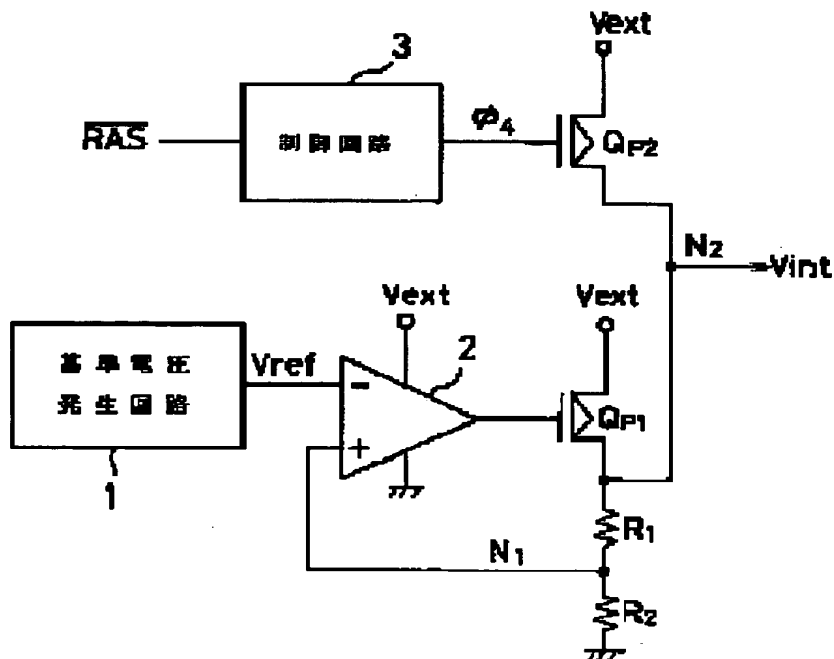 Vext
3
RAS
制御回路
φ4
QP2
N2
Vint
Vext
Vext
基準電圧
発生回路
Vref
2
-
+
QP1
1
R1
N1
R2